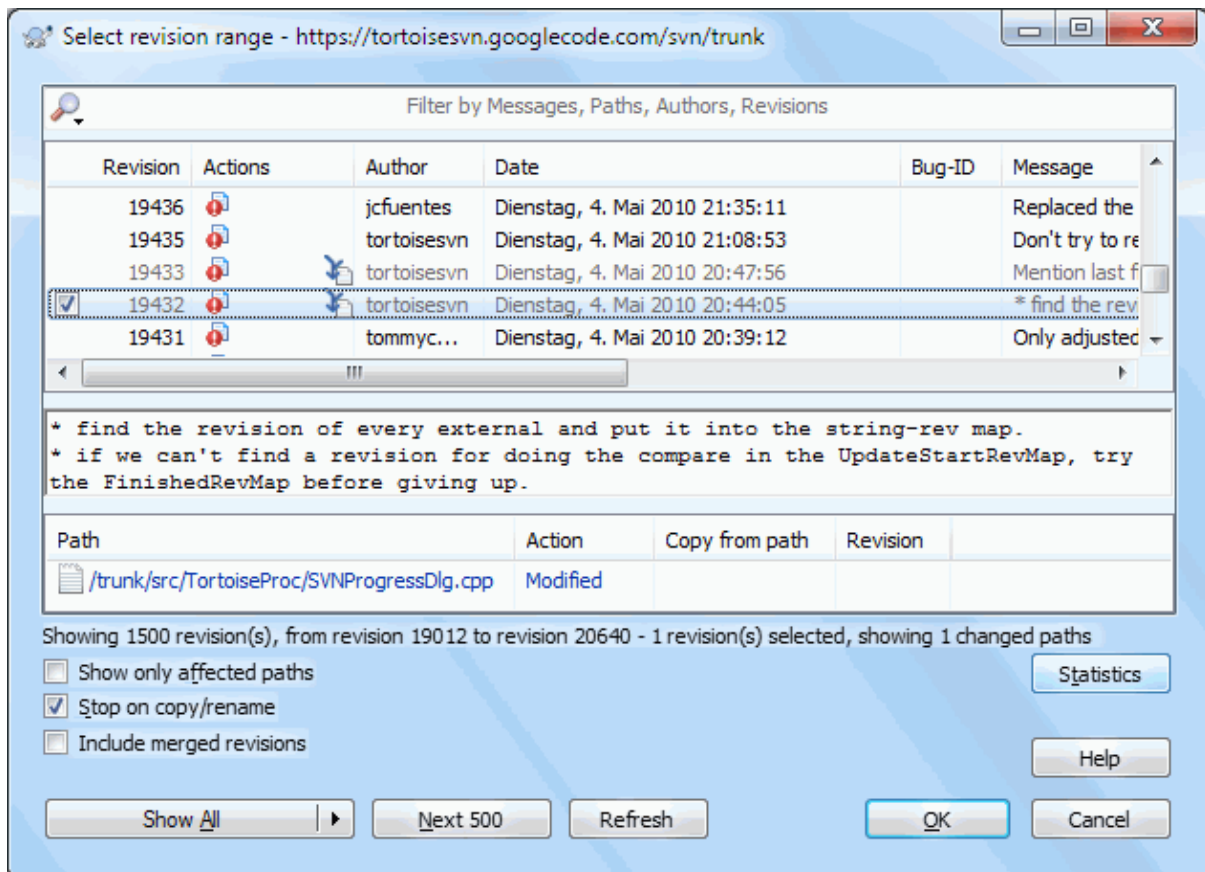 Select revision range - https://tortoisesvn.googlecode.com/svn/trunk
Filter by Messages, Paths, Authors, Revisions
Revision Actions Author Date Bug-ID Message
19436 jcfuentes Dienstag, 4. Mai 2010 21:35:11 Replaced the
19435 tortoisesvn Dienstag, 4. Mai 2010 21:08:53 Don't try to re
19433 tortoisesvn Dienstag, 4. Mai 2010 20:47:56 Mention last f
19432 tortoisesvn Dienstag, 4. Mai 2010 20:44:05 * find the rev
19431 tommyc... Dienstag, 4. Mai 2010 20:39:12 Only adjusted
* find the revision of every external and put it into the string-rev map.
* if we can't find a revision for doing the compare in the UpdateStartRevMap, try
the FinishedRevMap before giving up.
Path Action Copy from path Revision
/trunk/src/TortoiseProc/SVNProgressDlg.cpp Modified
Showing 1500 revision(s), from revision 19012 to revision 20640 - 1 revision(s) selected, showing 1 changed paths
Show only affected paths
Statistics
Stop on copy/rename
Include merged revisions
Help
Show All Next 500 Refresh OK Cancel